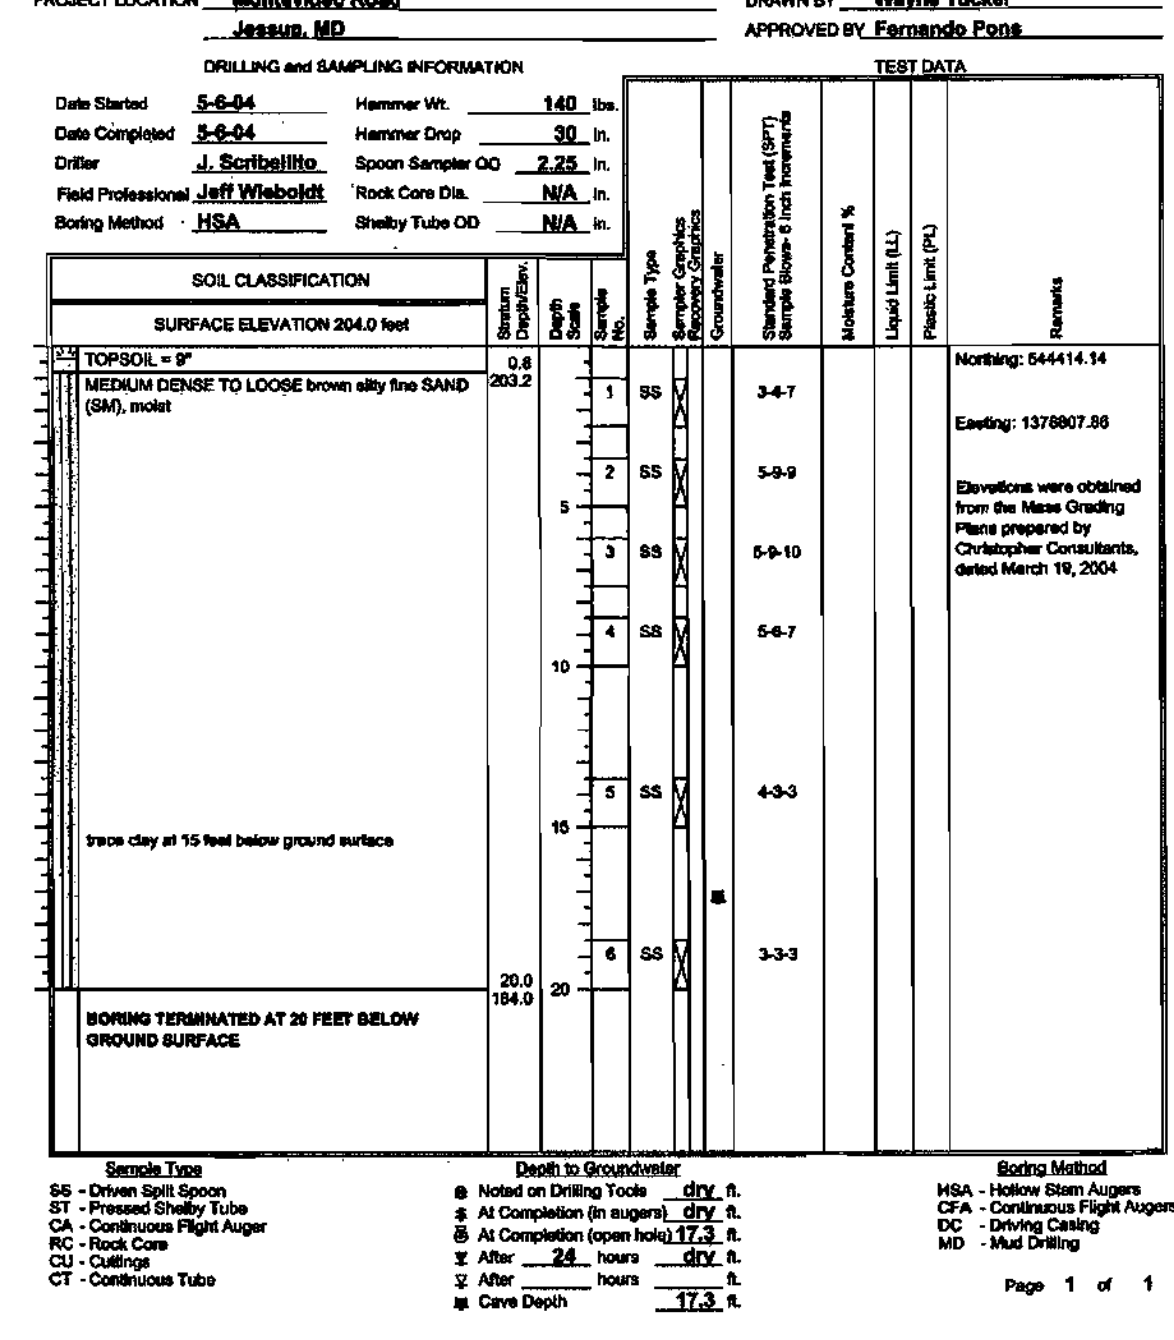 PROJECT LOCATION Montevideo Road
DRAWN BY Wayne Tucker
Jessup, MD
APPROVED BY Fernando Pons
DRILLING and SAMPLING INFORMATION
TEST DATA
Date Started 5-6-04 Hammer Wt. 140 lbs.
Date Completed 5-6-04 Hammer Drop 30 in.
Driller J. Scribellito Spoon Sampler OD 2.25 in.
Field Professional Jeff Wieboldt Rock Core Dia. N/A in.
Boring Method HSA Shelby Tube OD N/A in.
SOIL CLASSIFICATION
SURFACE ELEVATION 204.0 feet
Stratum
Depth/Elev.
Depth
Scale
Sample
No.
Sample Type
Sampler Graphics
Recovery Graphics
Groundwater
Standard Penetration Test (SPT)
Sample Blows- 6 Inch Increments
Moisture Content %
Liquid Limit (LL)
Plastic Limit (PL)
Remarks
TOPSOIL = 9"
0.8
203.2
MEDIUM DENSE TO LOOSE brown silty fine SAND
(SM), moist
1 SS 3-4-7
2 SS 5-9-9
5
3 SS 5-9-10
4 SS 5-6-7
10
5 SS 4-3-3
15
trace clay at 15 feet below ground surface
6 SS 3-3-3
20.0
184.0
20
BORING TERMINATED AT 20 FEET BELOW
GROUND SURFACE
Northing: 544414.14
Easting: 1378807.86
Elevations were obtained
from the Mass Grading
Plans prepared by
Christopher Consultants,
dated March 19, 2004
Sample Type
SS - Driven Split Spoon
ST - Pressed Shelby Tube
CA - Continuous Flight Auger
RC - Rock Core
CU - Cuttings
CT - Continuous Tube
Depth to Groundwater
Noted on Drilling Tools dry ft.
At Completion (in augers) dry ft.
At Completion (open hole) 17.3 ft.
After 24 hours dry ft.
After hours ft.
Cave Depth 17.3 ft.
Boring Method
HSA - Hollow Stem Augers
CFA - Continuous Flight Augers
DC - Driving Casing
MD - Mud Drilling
Page 1 of 1